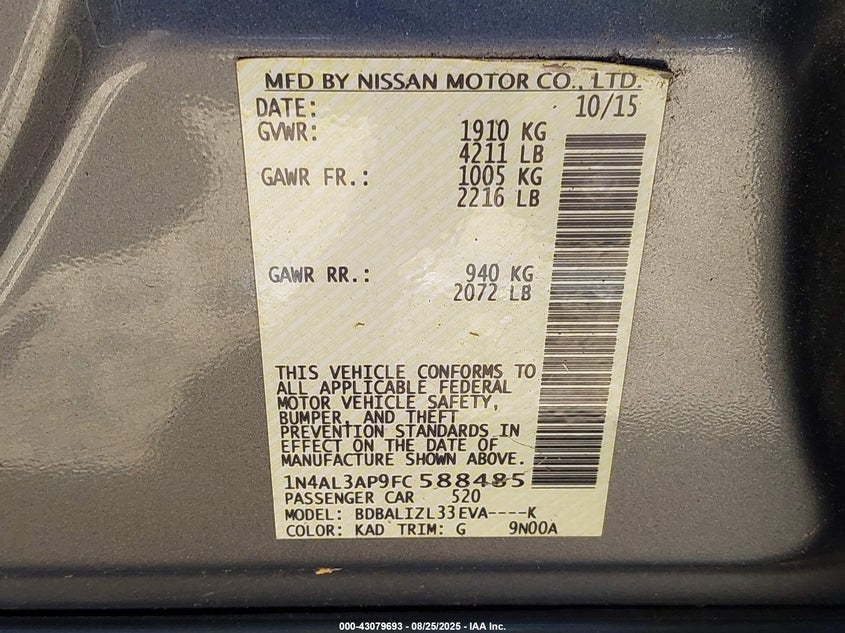 MFD BY NISSAN MOTOR CO., LTD.
DATE: 10/15
GVWR: 1910 KG
4211 LB
GAWR FR.: 1005 KG
2216 LB
GAWR RR.: 940 KG
2072 LB
THIS VEHICLE CONFORMS TO
ALL APPLICABLE FEDERAL
MOTOR VEHICLE SAFETY,
BUMPER, AND THEFT
PREVENTION STANDARDS IN
EFFECT ON THE DATE OF
MANUFACTURE SHOWN ABOVE.
1N4AL3AP9FC588485
PASSENGER CAR 520
MODEL: BDBALIZL33EVA----K
COLOR: KAD TRIM: G 9N00A
000-43079693 - 08/25/2025 - IAA Inc.